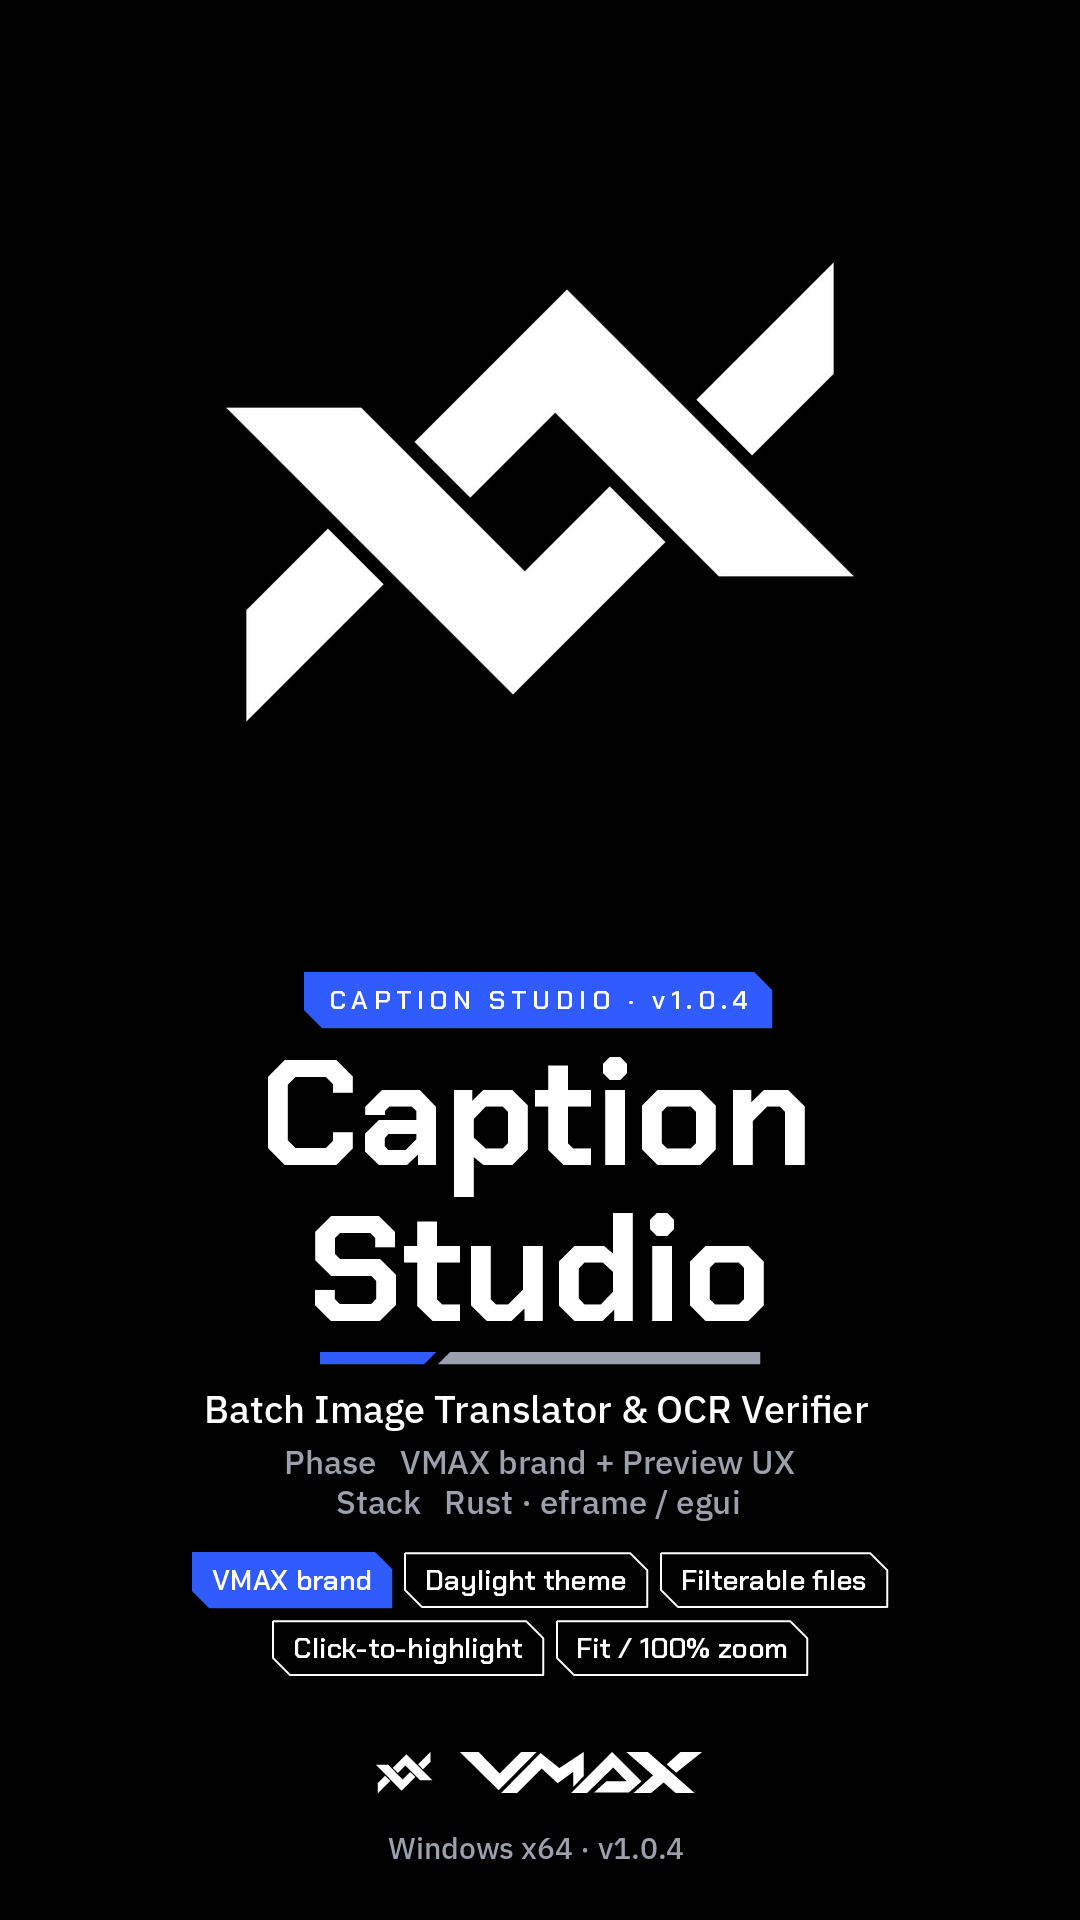 CAPTION STUDIO · v1.0.4
Caption
Studio
Batch Image Translator & OCR Verifier
Phase VMAX brand + Preview UX
Stack Rust · eframe / egui
VMAX brand Daylight theme Filterable files
Click-to-highlight Fit / 100% zoom
VMAX
Windows x64 · v1.0.4